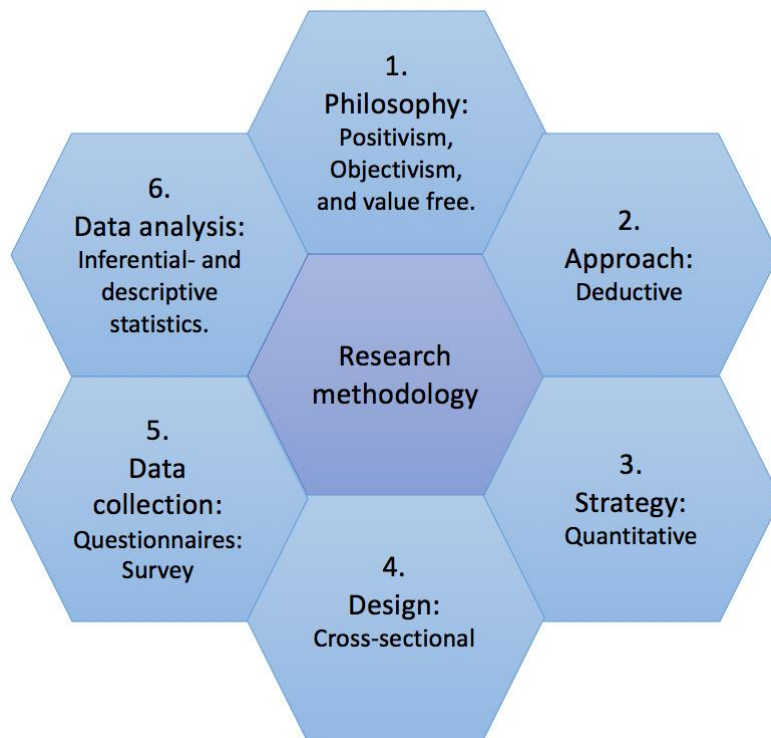 1.
Philosophy:
Positivism,
Objectivism,
and value free.
2.
Approach:
Deductive
3.
Strategy:
Quantitative
4.
Design:
Cross-sectional
5.
Data
collection:
Questionnaires:
Survey
6.
Data analysis:
Inferential- and
descriptive
statistics.
Research
methodology